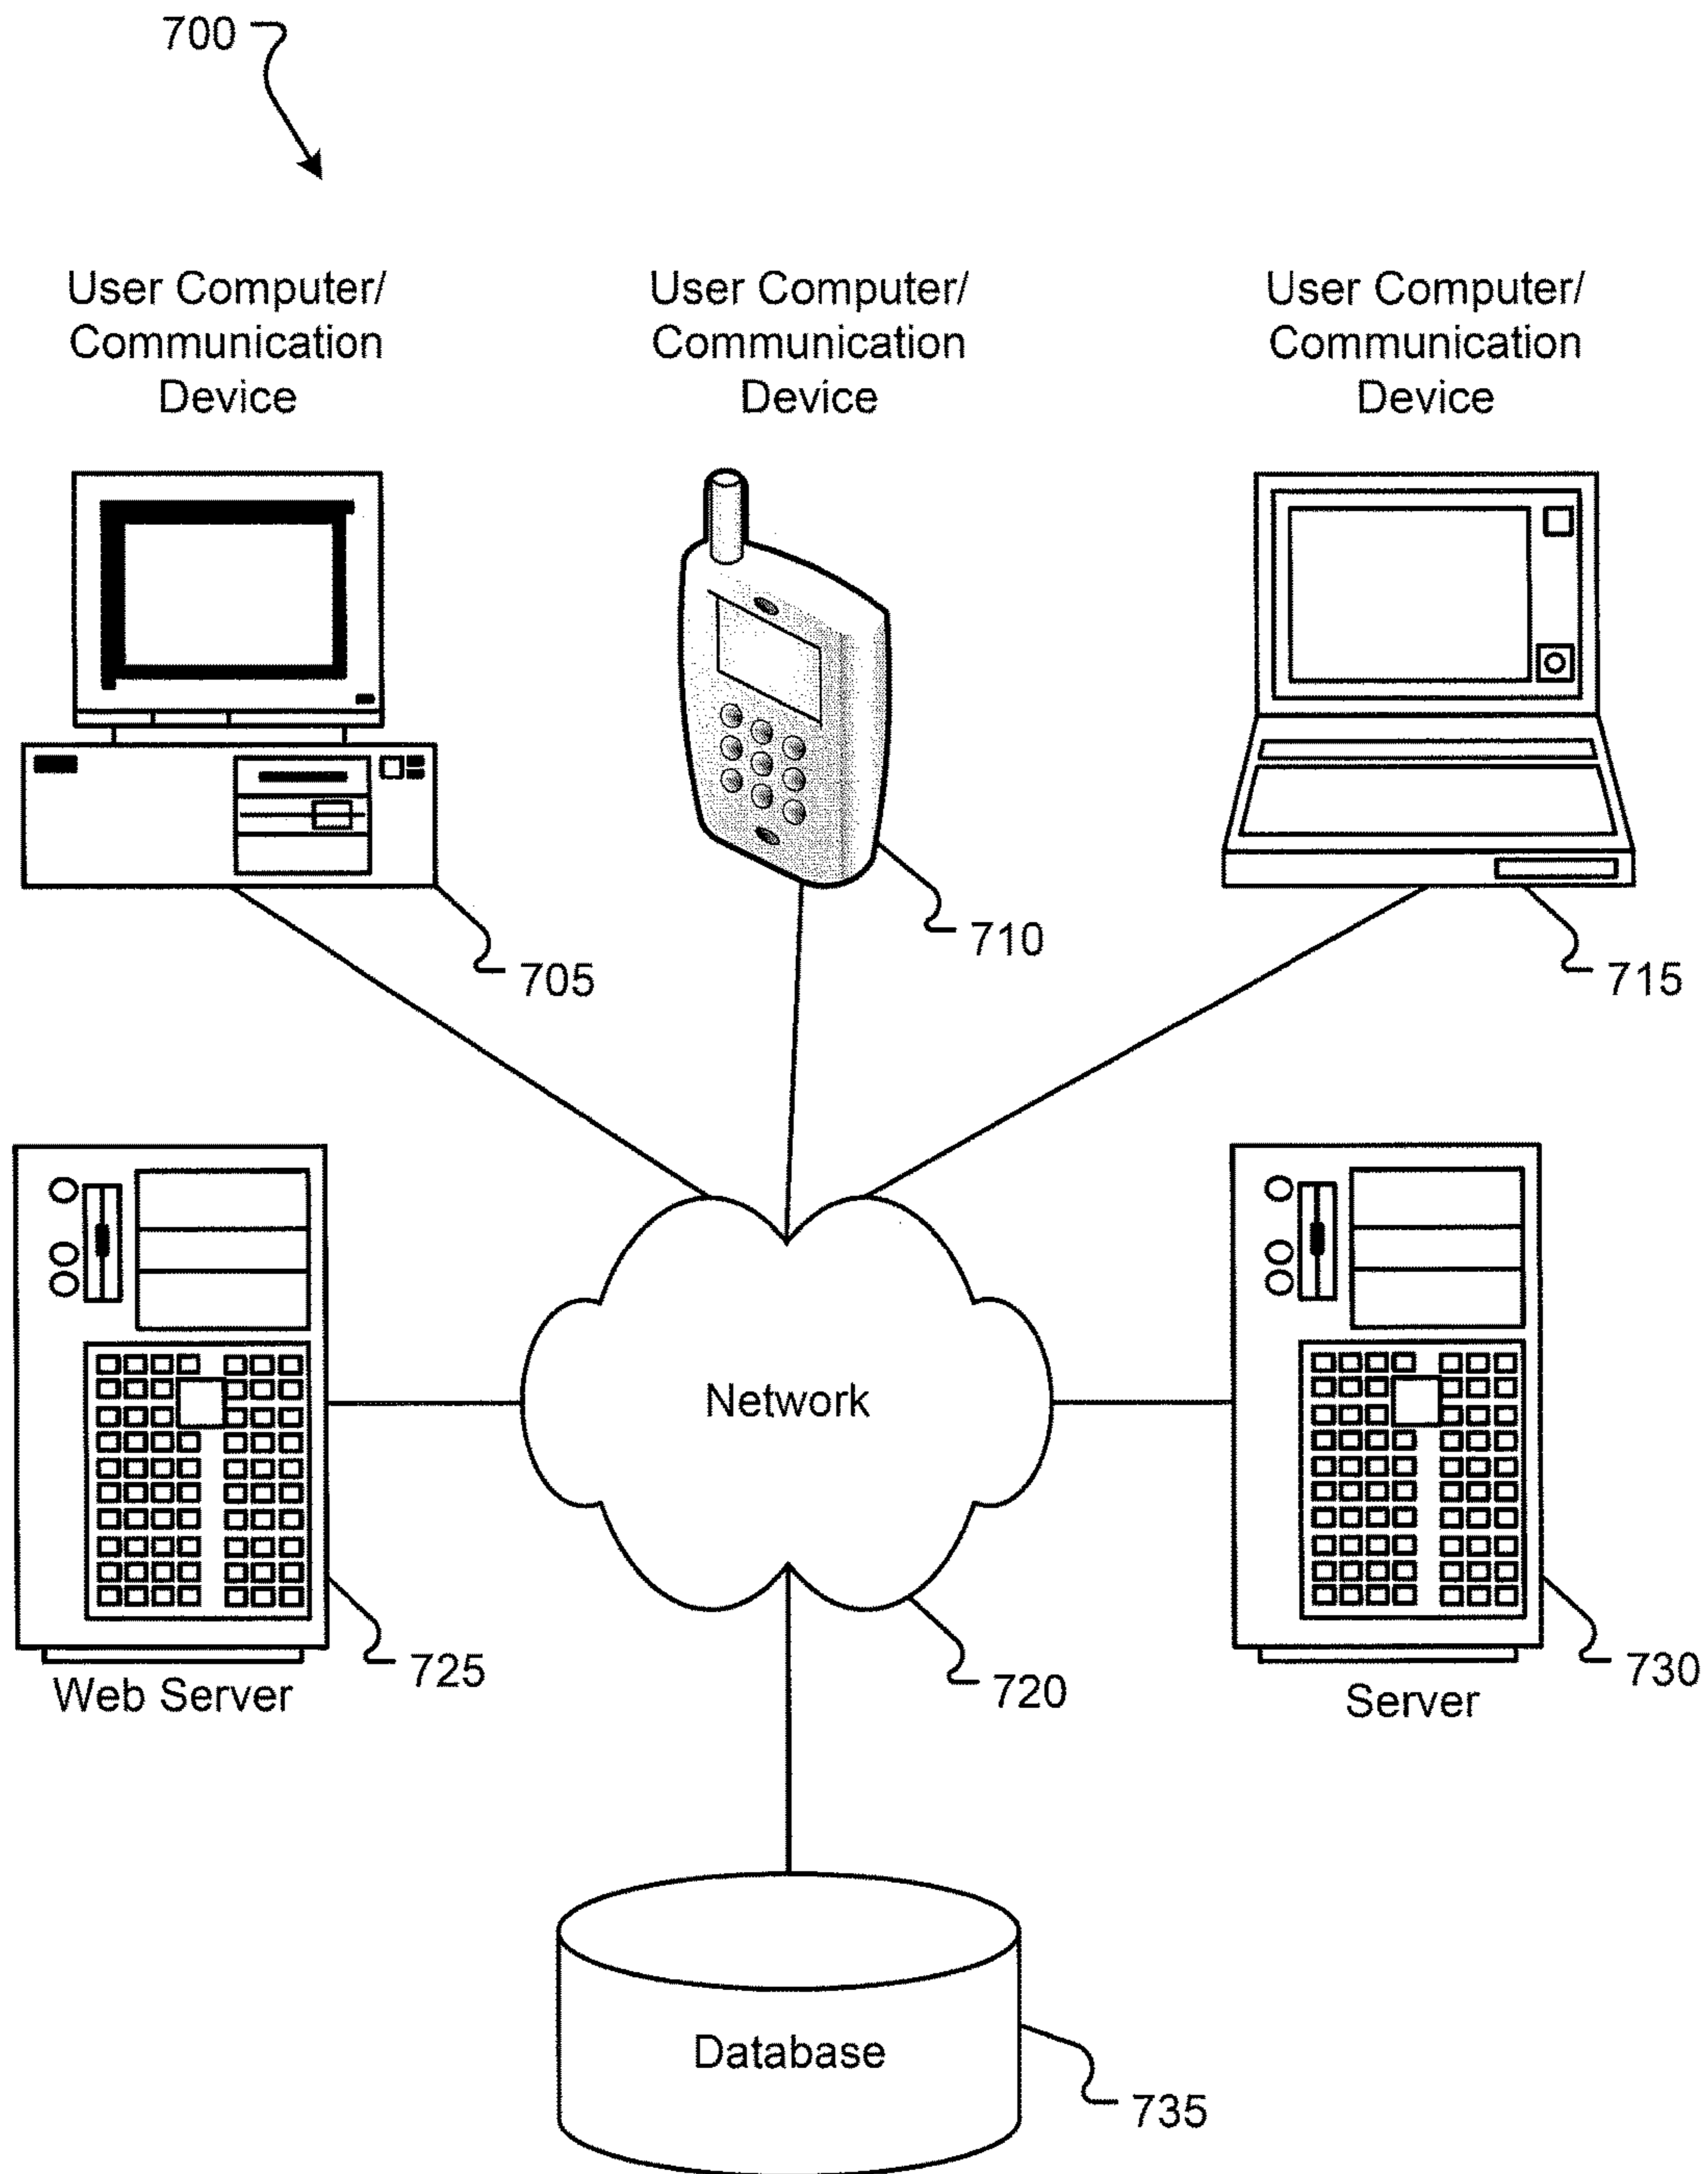 700
User Computer/
Communication
Device
User Computer/
Communication
Device
User Computer/
Communication
Device
705
710
715
Network
725
Web Server
720
730
Server
Database
735